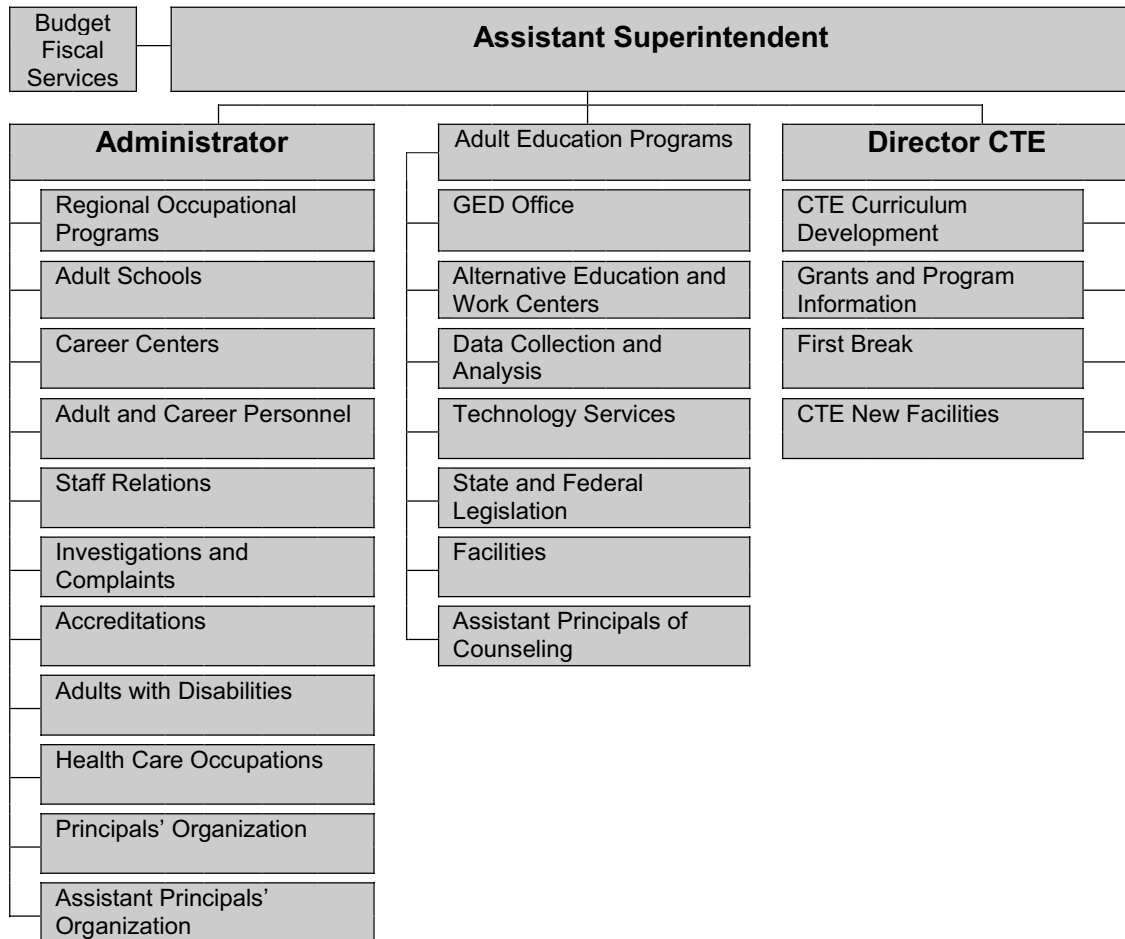 Budget
Fiscal
Services
Assistant Superintendent
Administrator
Regional Occupational
Programs
Adult Schools
Career Centers
Adult and Career Personnel
Staff Relations
Investigations and
Complaints
Accreditations
Adults with Disabilities
Health Care Occupations
Principals’ Organization
Assistant Principals’
Organization
Adult Education Programs
GED Office
Alternative Education and
Work Centers
Data Collection and
Analysis
Technology Services
State and Federal
Legislation
Facilities
Assistant Principals of
Counseling
Director CTE
CTE Curriculum
Development
Grants and Program
Information
First Break
CTE New Facilities